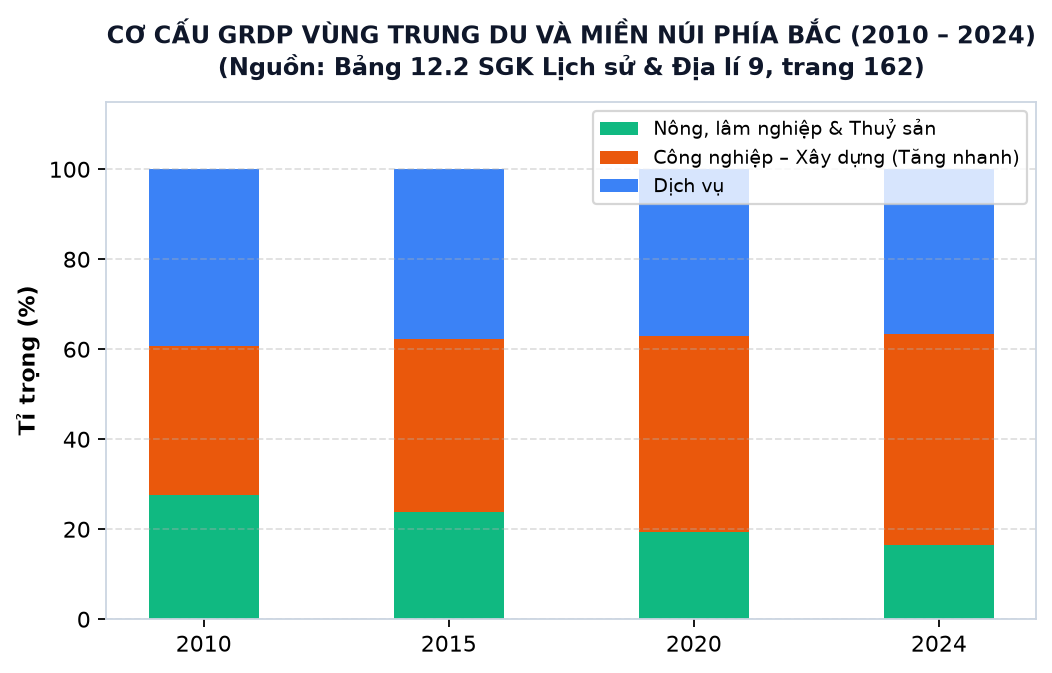 CƠ CẤU GRDP VÙNG TRUNG DU VÀ MIỀN NÚI PHÍA BẮC (2010 – 2024)
(Nguồn: Bảng 12.2 SGK Lịch sử & Địa lí 9, trang 162)
Nông, lâm nghiệp & Thuỷ sản
Công nghiệp – Xây dựng (Tăng nhanh)
Dịch vụ
Tỉ trọng (%)
100
80
60
40
20
0
2010 2015 2020 2024